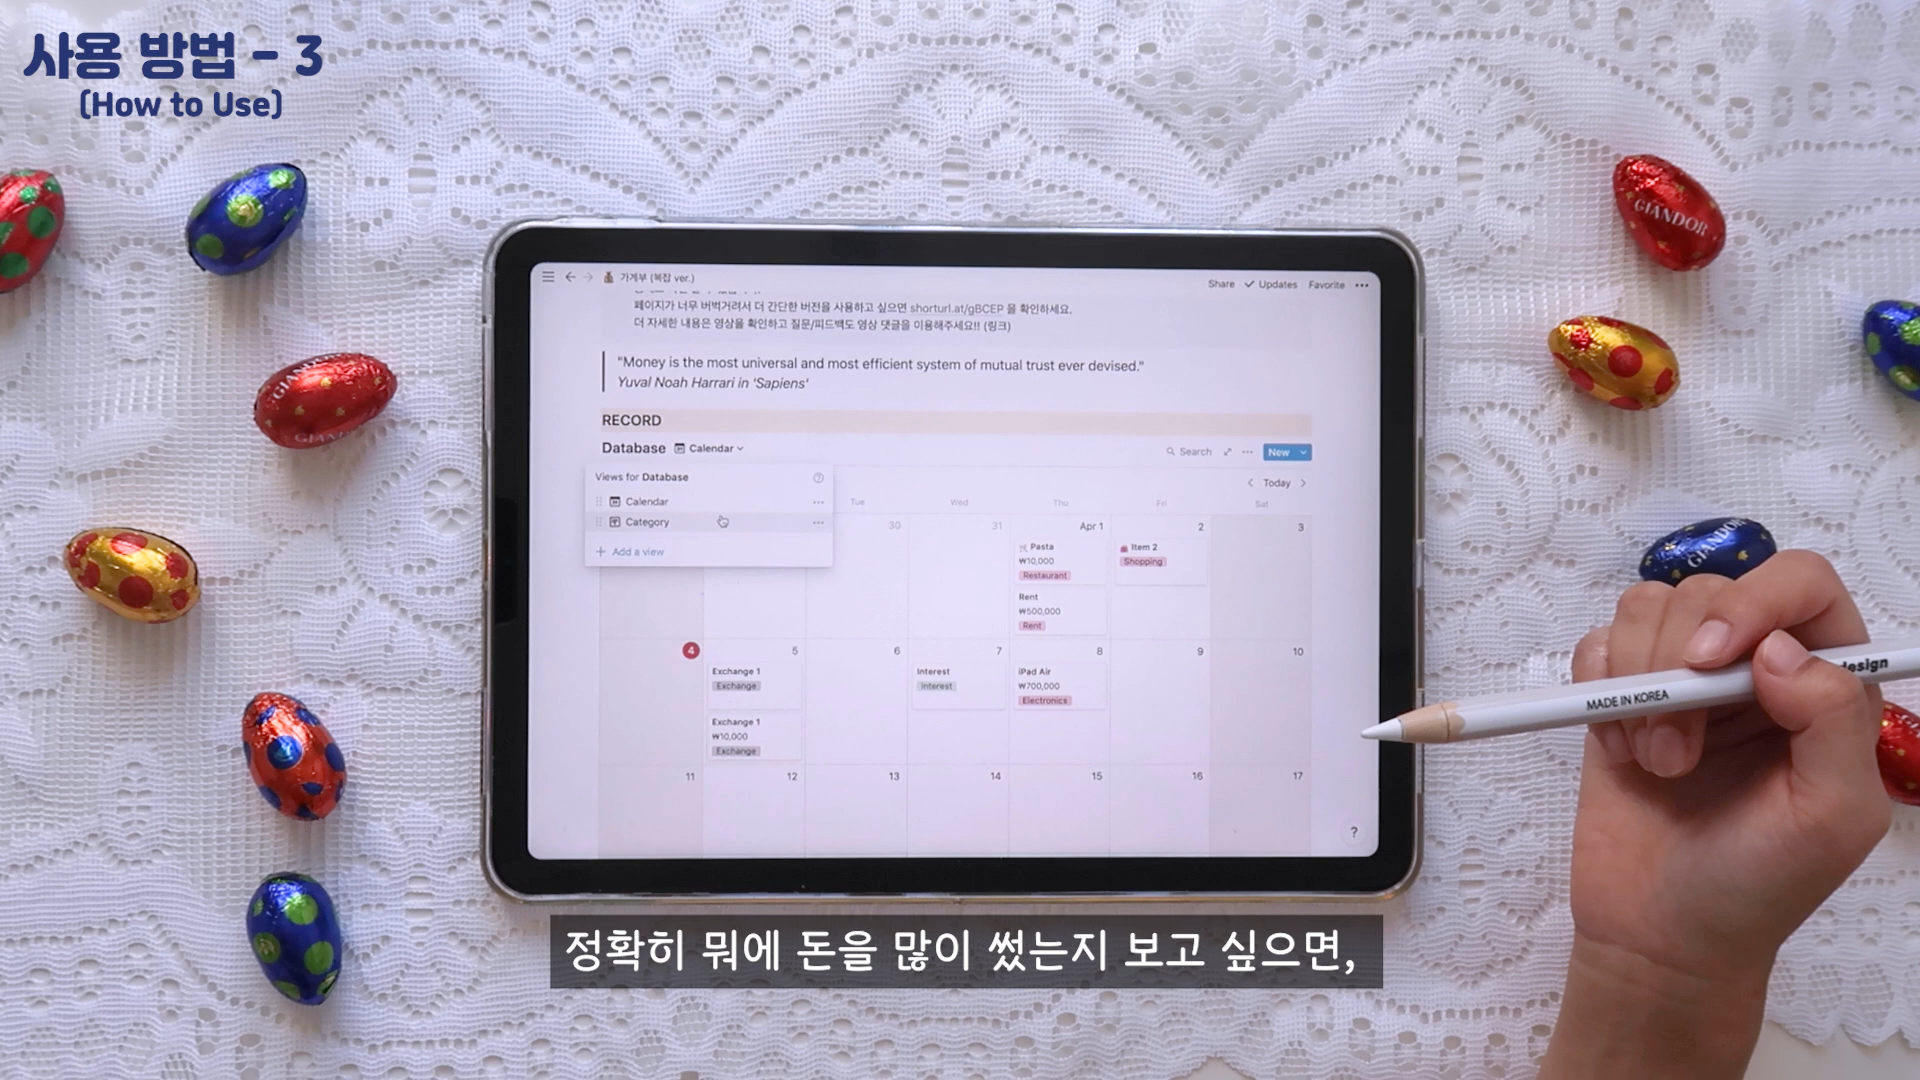 사용 방법 - 3
(How to Use)
가계부 (복잡 ver.)
Share
Updates
Favorite
페이지가 너무 버벅거려서 더 간단한 버전을 사용하고 싶으면 shorturl.at/gBCEP 을 확인하세요.
더 자세한 내용은 영상을 확인하고 질문/피드백도 영상 댓글을 이용해주세요!! (링크)
"Money is the most universal and most efficient system of mutual trust ever devised."
Yuval Noah Harrari in 'Sapiens'
RECORD
Database
Calendar
Search
New
Views for Database
Calendar
Category
+ Add a view
Today
Tue
Wed
Thu
Fri
Sat
30
31
Apr 1
2
3
Pasta
₩10,000
Restaurant
Rent
₩500,000
Rent
Item 2
Shopping
4
5
6
7
8
9
10
Exchange 1
Exchange
Exchange 1
₩10,000
Exchange
Interest
Interest
iPad Air
₩700,000
Electronics
11
12
13
14
15
16
17
?
GIANDOR
GIANDOR
MADE IN KOREA
정확히 뭐에 돈을 많이 썼는지 보고 싶으면,